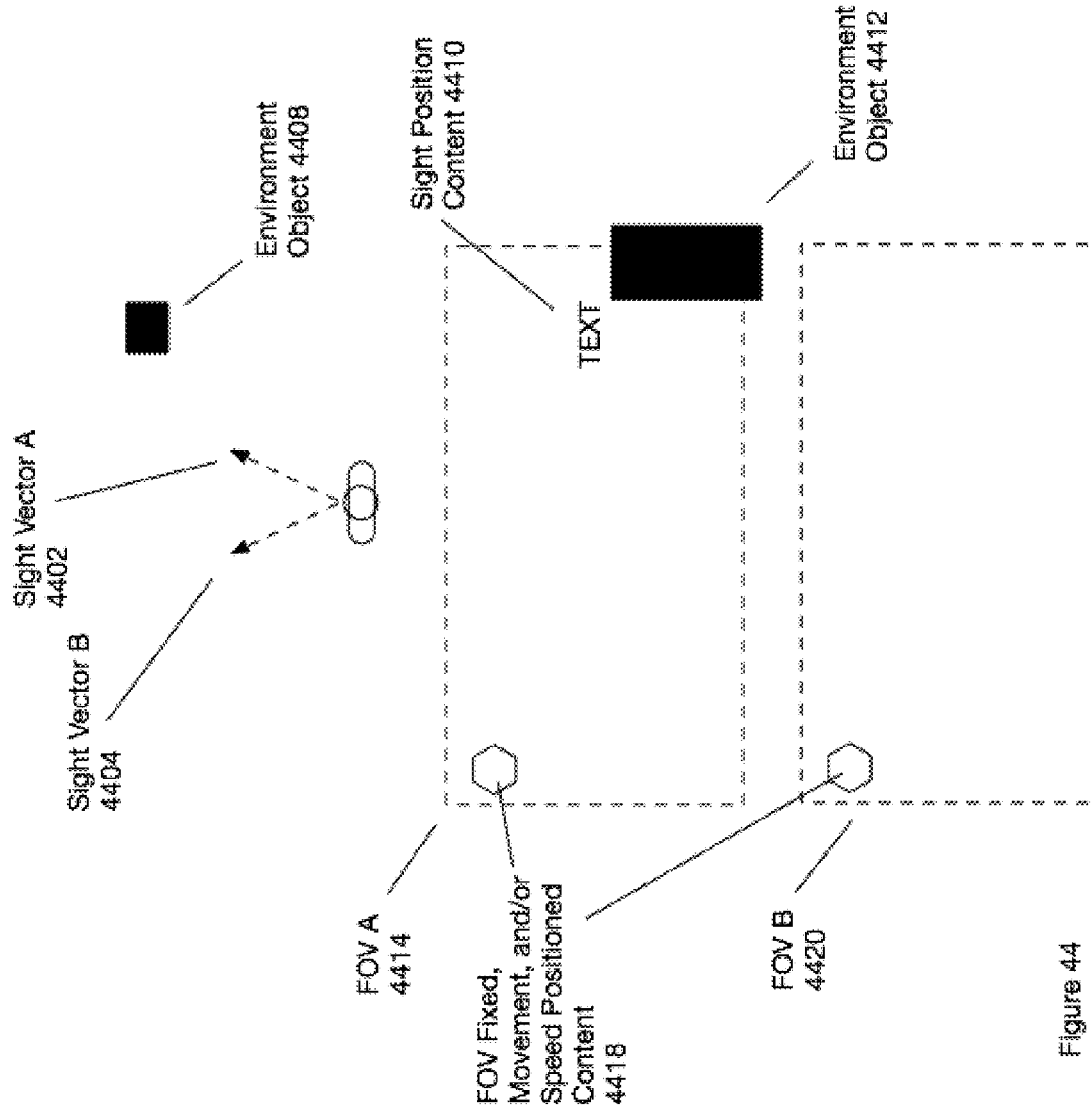 Sight Vector A
4402
Sight Vector B
4404
Environment
Object 4408
FOV A
4414
Sight Position
Content 4410
TEXT
FOV Fixed,
Movement, and/or
Speed Positioned
Content
4418
Environment
Object 4412
FOV B
4420
Figure 44